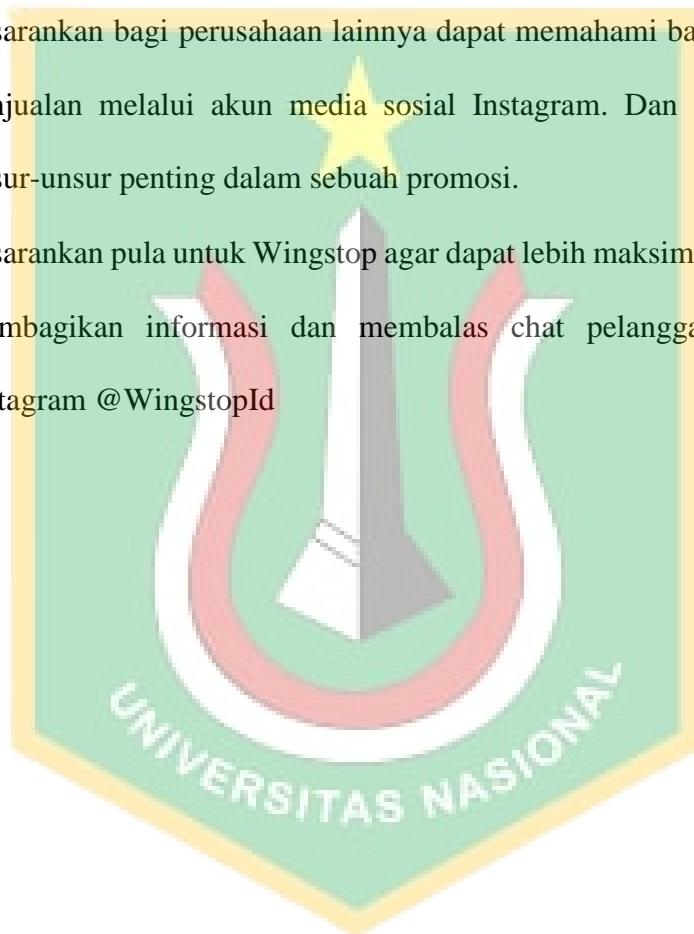 sarankan bagi perusahaan lainnya dapat memahami ba
njualan melalui akun media sosial Instagram. Dan
sur-unsur penting dalam sebuah promosi.
sarankan pula untuk Wingstop agar dapat lebih maksim
mbagikan informasi dan membalas chat pelangga
tagram @WingstopId
UNIVERSITAS NASIONAL